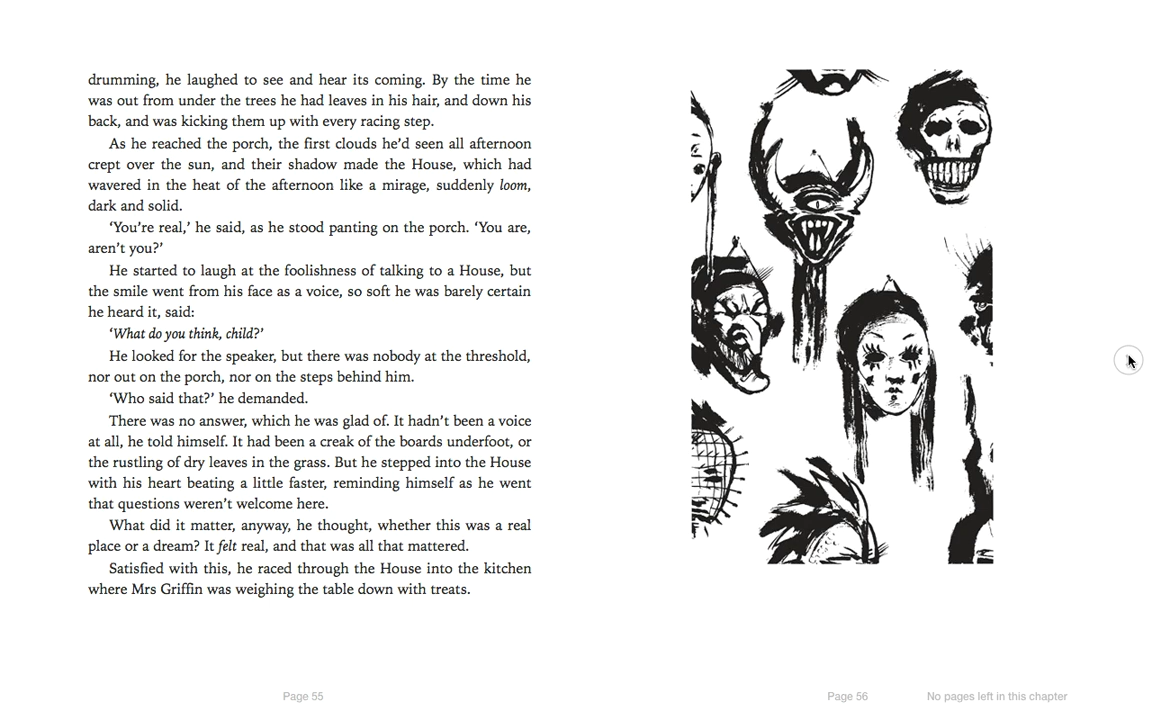 drumming, he laughed to see and hear its coming. By the time he
was out from under the trees he had leaves in his hair, and down his
back, and was kicking them up with every racing step.
As he reached the porch, the first clouds he’d seen all afternoon
crept over the sun, and their shadow made the House, which had
wavered in the heat of the afternoon like a mirage, suddenly loom,
dark and solid.
‘You’re real,’ he said, as he stood panting on the porch. ‘You are,
aren’t you?’
He started to laugh at the foolishness of talking to a House, but
the smile went from his face as a voice, so soft he was barely certain
he heard it, said:
‘What do you think, child?’
He looked for the speaker, but there was nobody at the threshold,
nor out on the porch, nor on the steps behind him.
‘Who said that?’ he demanded.
There was no answer, which he was glad of. It hadn’t been a voice
at all, he told himself. It had been a creak of the boards underfoot, or
the rustling of dry leaves in the grass. But he stepped into the House
with his heart beating a little faster, reminding himself as he went
that questions weren’t welcome here.
What did it matter, anyway, he thought, whether this was a real
place or a dream? It felt real, and that was all that mattered.
Satisfied with this, he raced through the House into the kitchen
where Mrs Griffin was weighing the table down with treats.
Page 55
Page 56
No pages left in this chapter